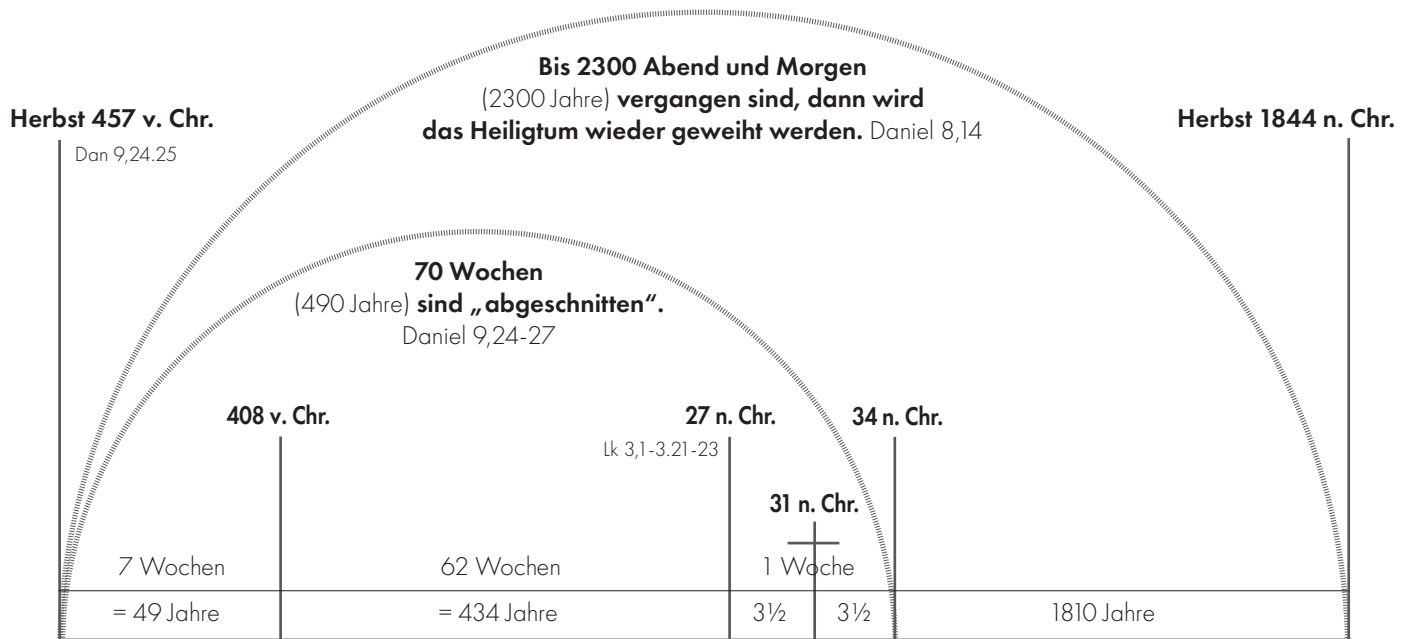 Bis 2300 Abend und Morgen
(2300 Jahre) vergangen sind, dann wird
das Heiligtum wieder geweiht werden. Daniel 8,14
Herbst 457 v. Chr.
Dan 9,24.25
Herbst 1844 n. Chr.
70 Wochen
(490 Jahre) sind „abgeschnitten“.
Daniel 9,24-27
408 v. Chr.
27 n. Chr.
Lk 3,1-3.21-23
34 n. Chr.
31 n. Chr.
7 Wochen
62 Wochen
1 Woche
= 49 Jahre
= 434 Jahre
3½
3½
1810 Jahre